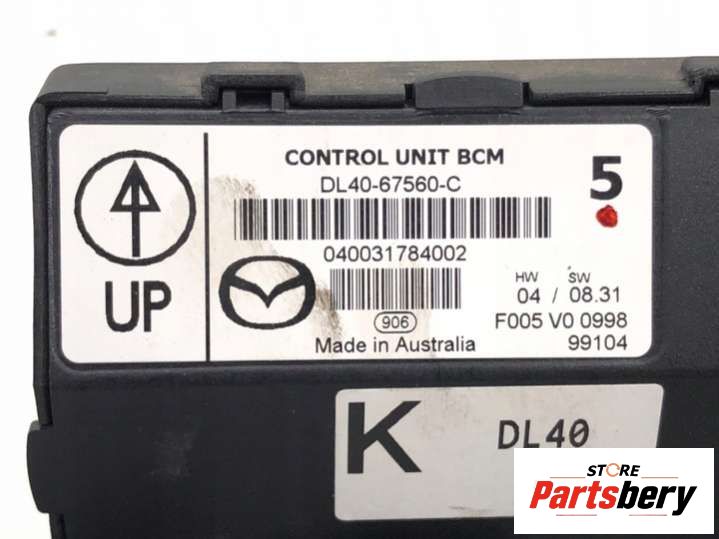 CONTROL UNIT BCM
DL40-67560-C
5
040031784002
HW SW
04 / 08.31
UP
906
F005 V0 0998
Made in Australia
99104
K
DL40
STORE
Partsbery